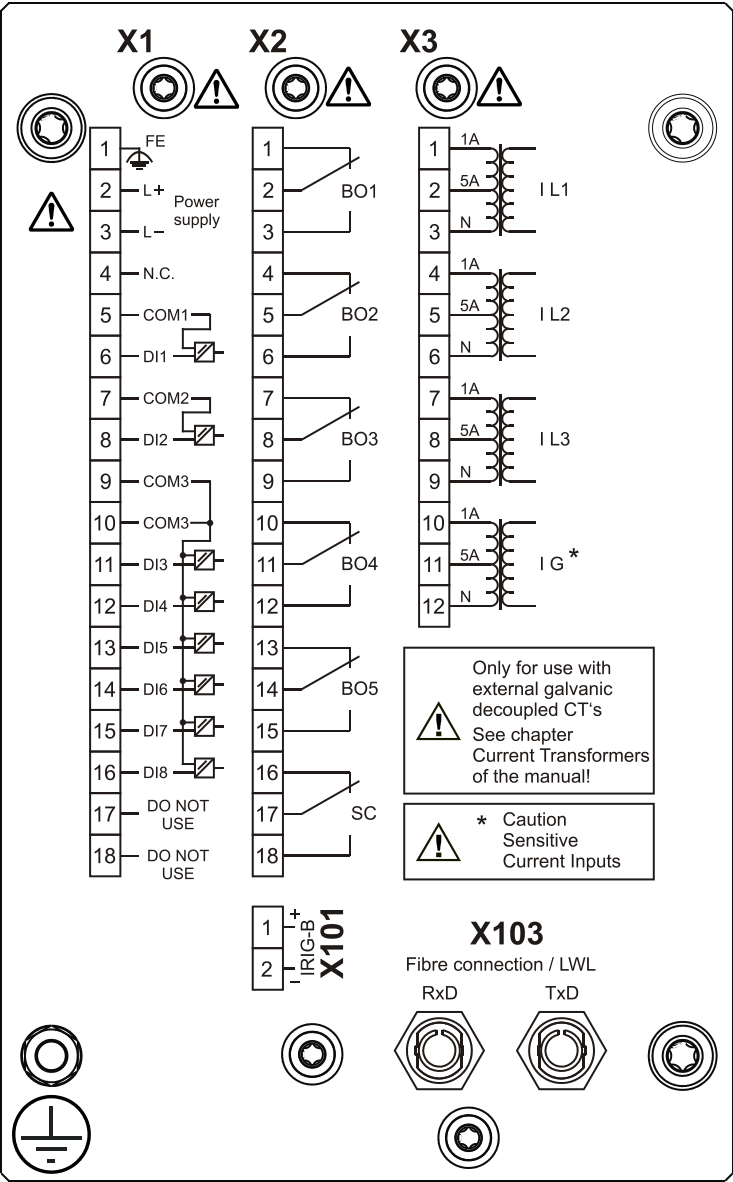 X1 X2 X3
1 FE
2 L+
Power
supply
3 L–
4 N.C.
5 COM1
6 DI1
7 COM2
8 DI2
9 COM3
10 COM3
11 DI3
12 DI4
13 DI5
14 DI6
15 DI7
16 DI8
17 DO NOT
USE
18 DO NOT
USE
1
2 BO1
3
4
5 BO2
6
7
8 BO3
9
10
11 BO4
12
13
14 BO5
15
16
17 SC
18
1 1A
2 5A I L1
3 N
4 1A
5 5A I L2
6 N
7 1A
8 5A I L3
9 N
10 1A
11 5A I G*
12 N
Only for use with
external galvanic
decoupled CT‘s
See chapter
Current Transformers
of the manual!
* Caution
Sensitive
Current Inputs
1 +
2 –
IRIG-B
X101
X103
Fibre connection / LWL
RxD TxD